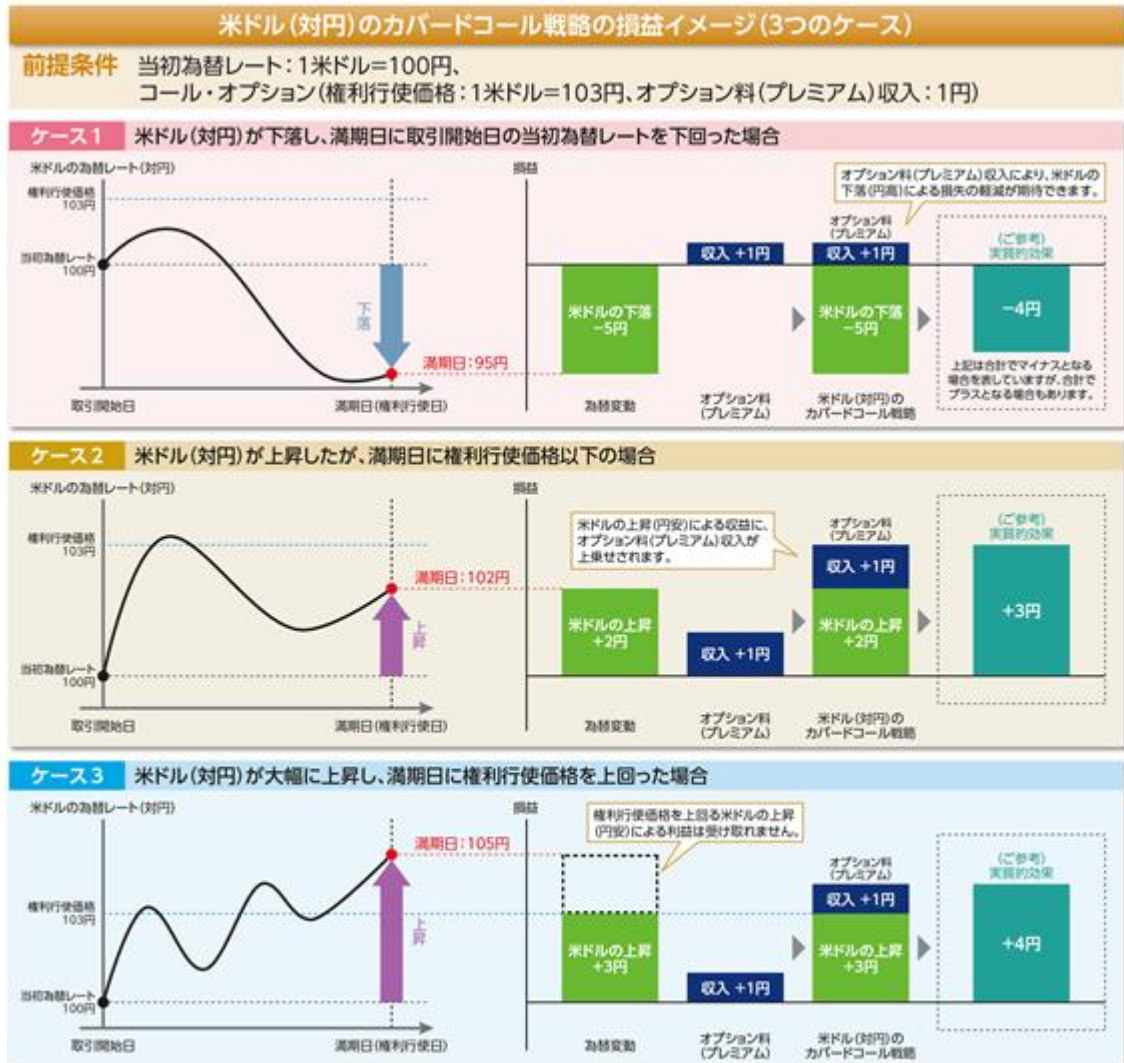 米ドル(対円)のカバードコール戦略の損益イメージ(3つのケース)
前提条件 当初為替レート:1米ドル=100円、
コール・オプション(権利行使価格:1米ドル=103円、オプション料(プレミアム)収入:1円)
ケース1 米ドル(対円)が下落し、満期日に取引開始日の当初為替レートを下回った場合
米ドルの為替レート(対円)
権利行使価格
103円
当初為替レート
100円
下落
満期日:95円
取引開始日
満期日(権利行使日)
損益
オプション料(プレミアム)収入により、米ドルの
下落(円高)による損失の軽減が期待できます。
米ドルの下落
-5円
為替変動
収入 +1円
オプション料
(プレミアム)
オプション料
(プレミアム)
収入 +1円
米ドルの下落
-5円
米ドル(対円)の
カバードコール戦略
(ご参考)
実質的効果
-4円
上記は合計でマイナスとなる
場合を表していますが、合計で
プラスとなる場合もあります。
ケース2 米ドル(対円)が上昇したが、満期日に権利行使価格以下の場合
米ドルの為替レート(対円)
権利行使価格
103円
当初為替レート
100円
上昇
満期日:102円
取引開始日
満期日(権利行使日)
損益
米ドルの上昇(円安)による収益に、
オプション料(プレミアム)収入が
上乗せされます。
米ドルの上昇
+2円
為替変動
収入 +1円
オプション料
(プレミアム)
オプション料
(プレミアム)
収入 +1円
米ドルの上昇
+2円
米ドル(対円)の
カバードコール戦略
(ご参考)
実質的効果
+3円
ケース3 米ドル(対円)が大幅に上昇し、満期日に権利行使価格を上回った場合
米ドルの為替レート(対円)
権利行使価格
103円
当初為替レート
100円
上昇
満期日:105円
取引開始日
満期日(権利行使日)
損益
権利行使価格を上回る米ドルの上昇
(円安)による利益は受け取れません。
米ドルの上昇
+3円
為替変動
収入 +1円
オプション料
(プレミアム)
オプション料
(プレミアム)
収入 +1円
米ドルの上昇
+3円
米ドル(対円)の
カバードコール戦略
(ご参考)
実質的効果
+4円